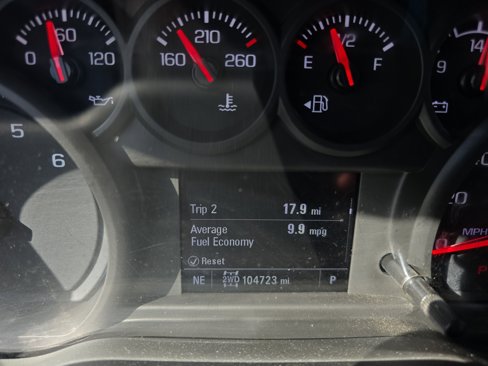 60
0
120
210
160
260
1/2
E
F
14
9
5
6
Trip 2 17.9 mi
Average 9.9 mpg
Fuel Economy
Reset
NE 2WD 104723 mi P
MPH
P